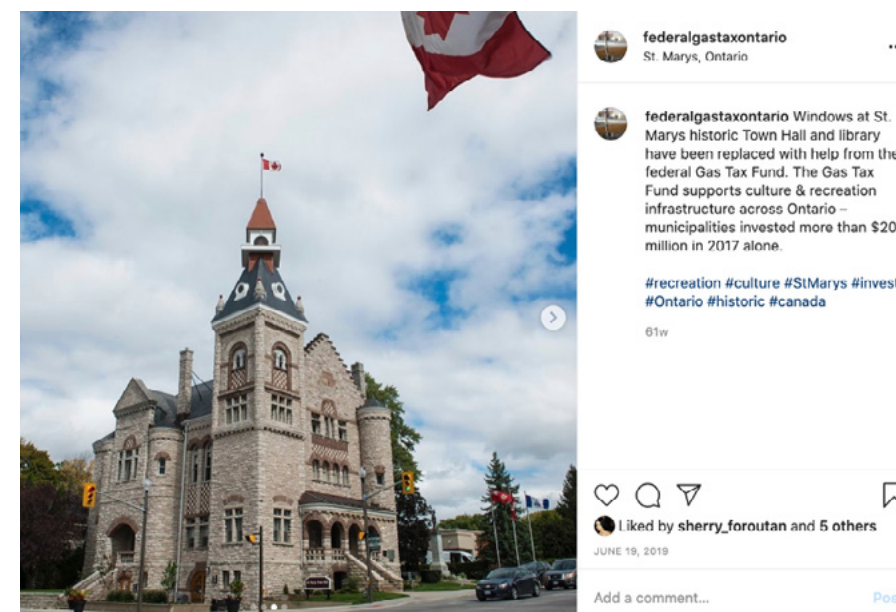 federalgastaxontario
St. Marys, Ontario
federalgastaxontario Windows at St.
Marys historic Town Hall and library
have been replaced with help from the
federal Gas Tax Fund. The Gas Tax
Fund supports culture & recreation
infrastructure across Ontario –
municipalities invested more than $20
million in 2017 alone.
#recreation #culture #StMarys #invest
#Ontario #historic #canada
61w
Liked by sherry_foroutan and 5 others
JUNE 19, 2019
Add a comment...
Pos